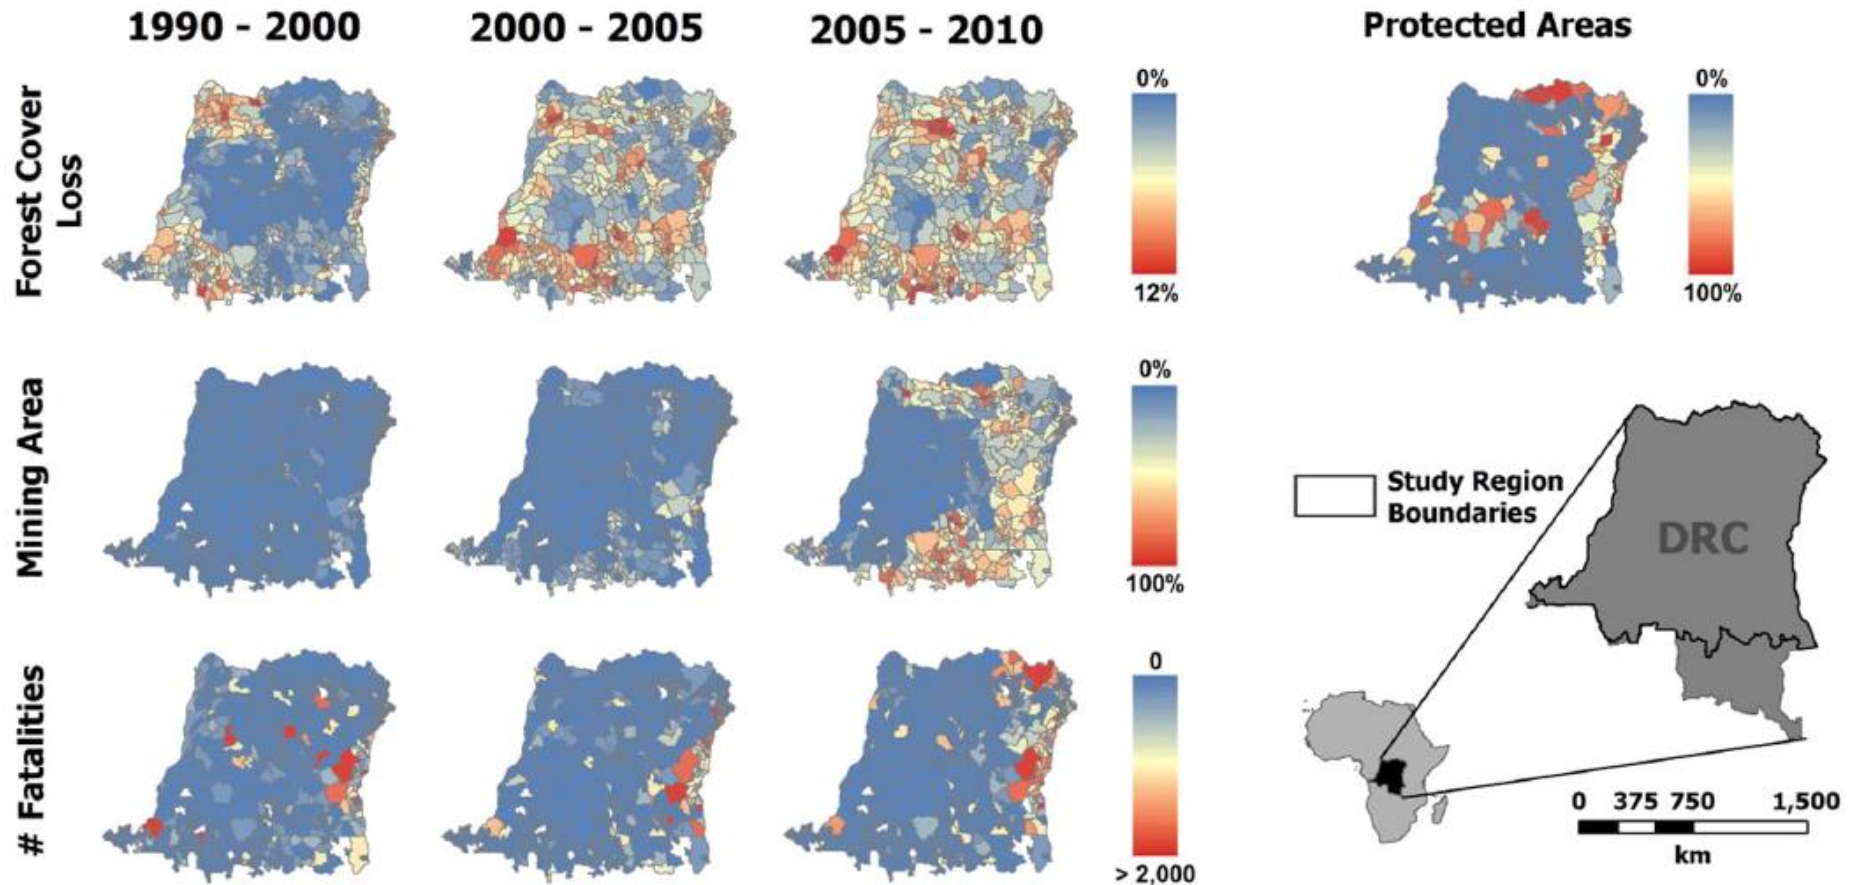 1990 - 2000
2000 - 2005
2005 - 2010
Protected Areas
Forest Cover
Loss
0%
12%
0%
100%
Mining Area
0%
100%
Study Region
Boundaries
DRC
# Fatalities
0
> 2,000
0 375 750 1,500
km